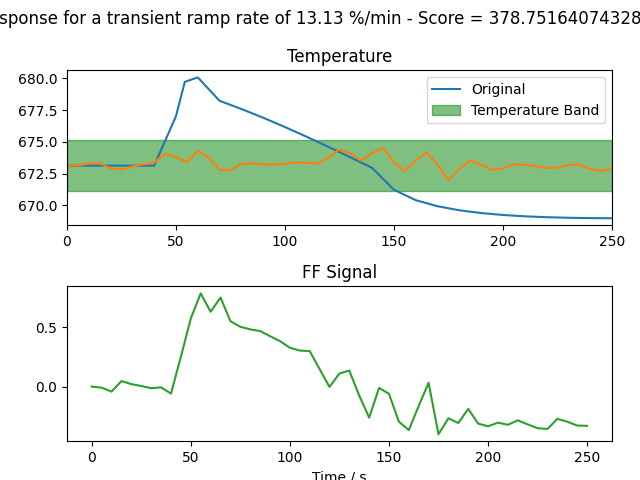 sponse for a transient ramp rate of 13.13 %/min - Score = 378.75164074328
Temperature
680.0
677.5
675.0
672.5
670.0
Original
Temperature Band
0 50 100 150 200 250
FF Signal
0.5
0.0
0 50 100 150 200 250
Time / s